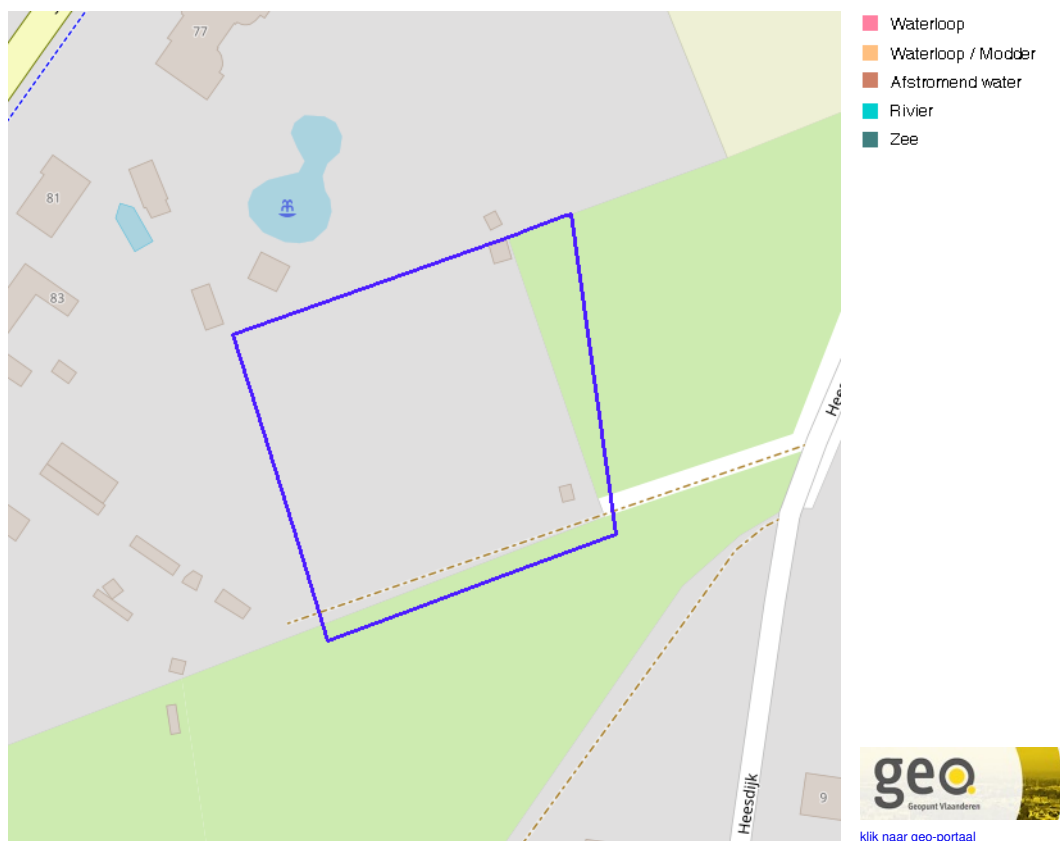 77
81
83
Heesdijk
9
Waterloop
Waterloop / Modder
Afstromend water
Rivier
Zee
geo
Geopunt Vlaanderen
klik naar geo-portaal